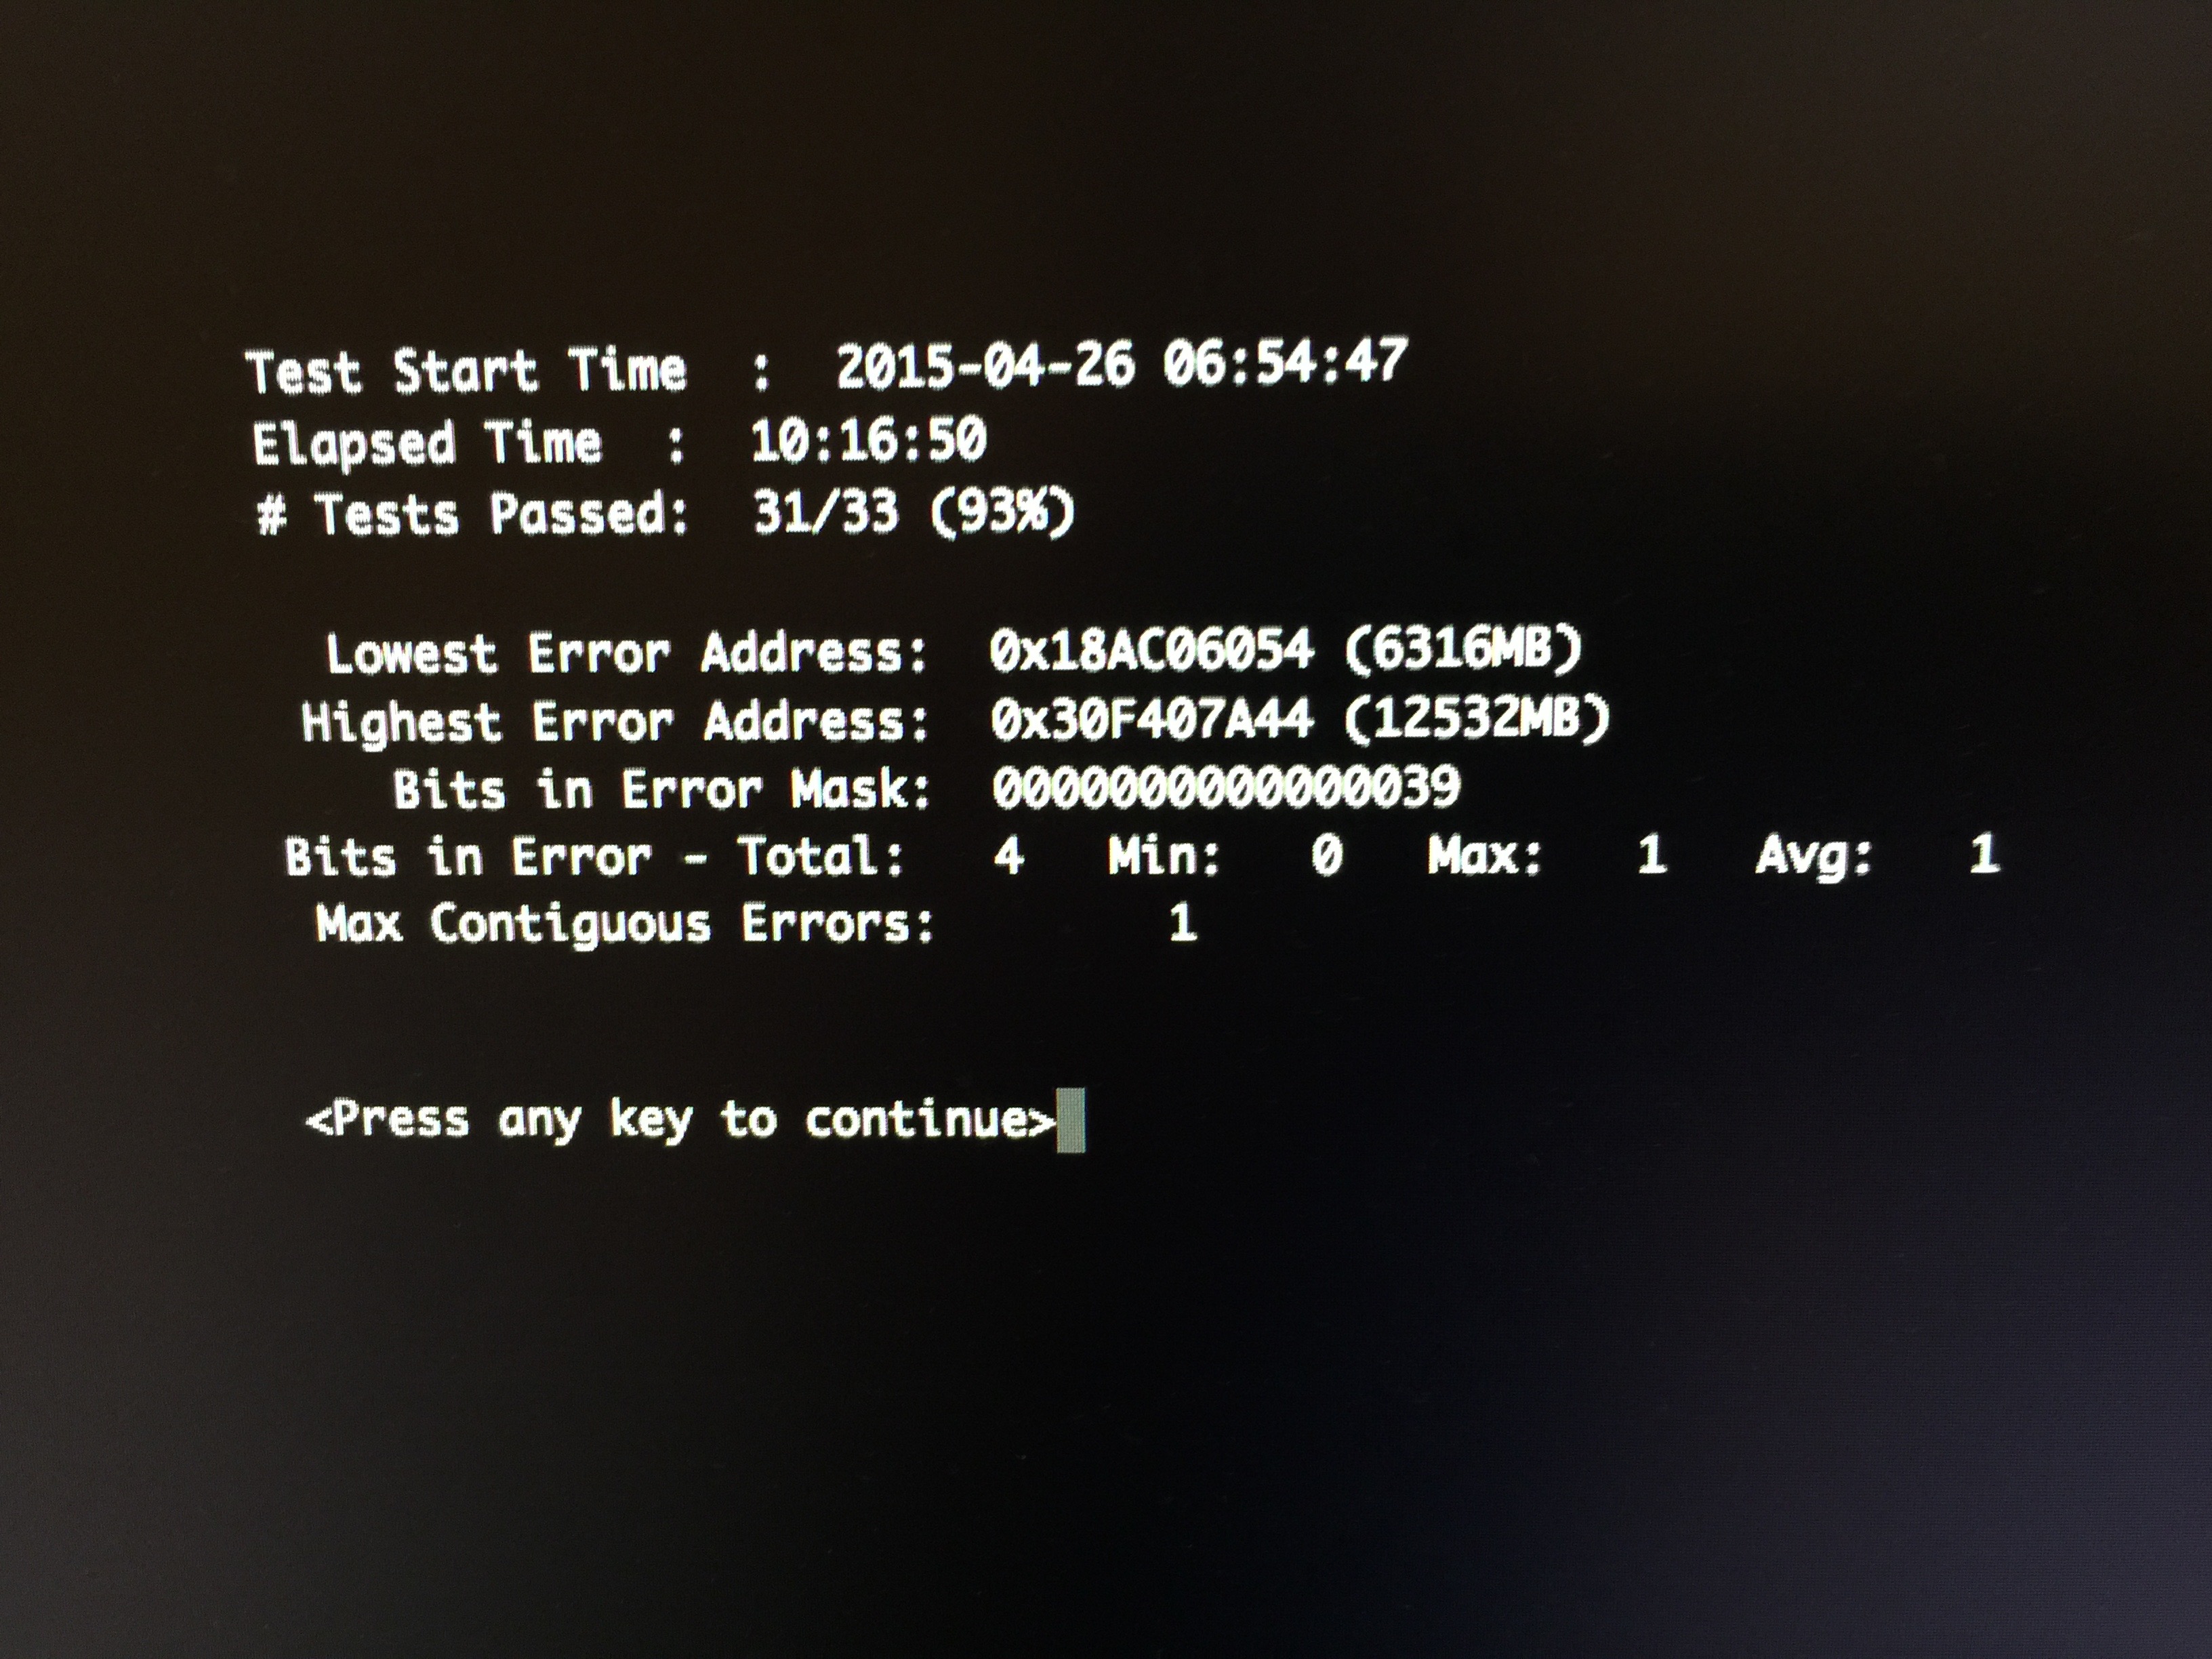 Test Start Time : 2015-04-26 06:54:47
Elapsed Time : 10:16:50
# Tests Passed: 31/33 (93%)
Lowest Error Address: 0x18AC06054 (6316MB)
Highest Error Address: 0x30F407A44 (12532MB)
Bits in Error Mask: 0000000000000039
Bits in Error - Total: 4 Min: 0 Max: 1 Avg: 1
Max Contiguous Errors: 1
<Press any key to continue>